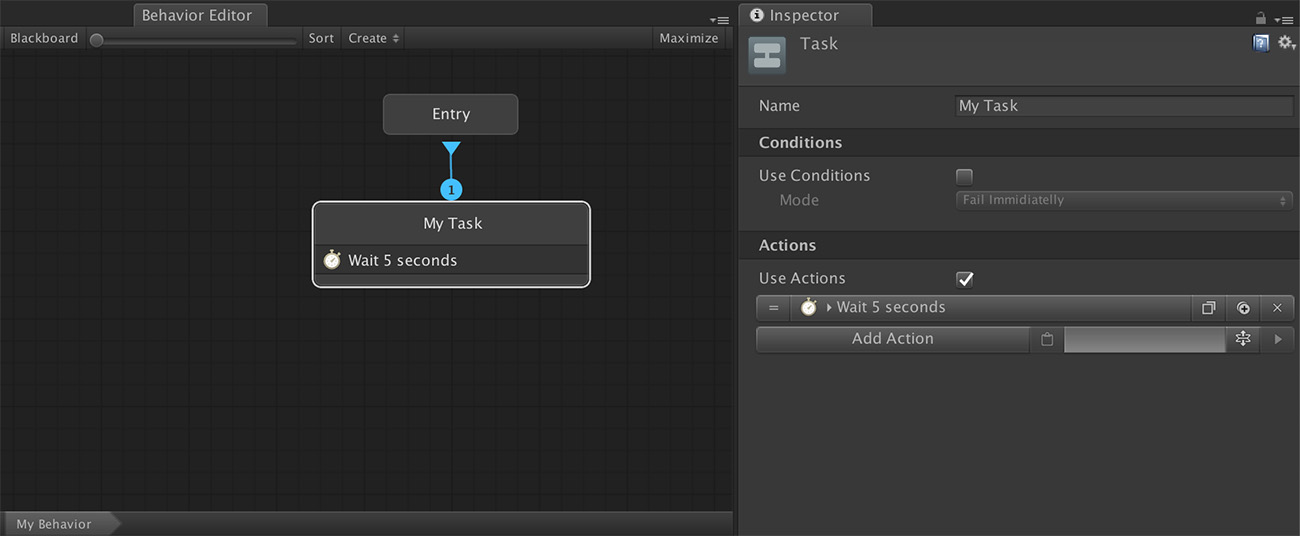 Behavior Editor
Blackboard Sort Create Maximize
Entry
1
My Task
Wait 5 seconds
My Behavior
Inspector
Task
Name My Task
Conditions
Use Conditions
Mode Fail Immidiatelly
Actions
Use Actions
= Wait 5 seconds
Add Action